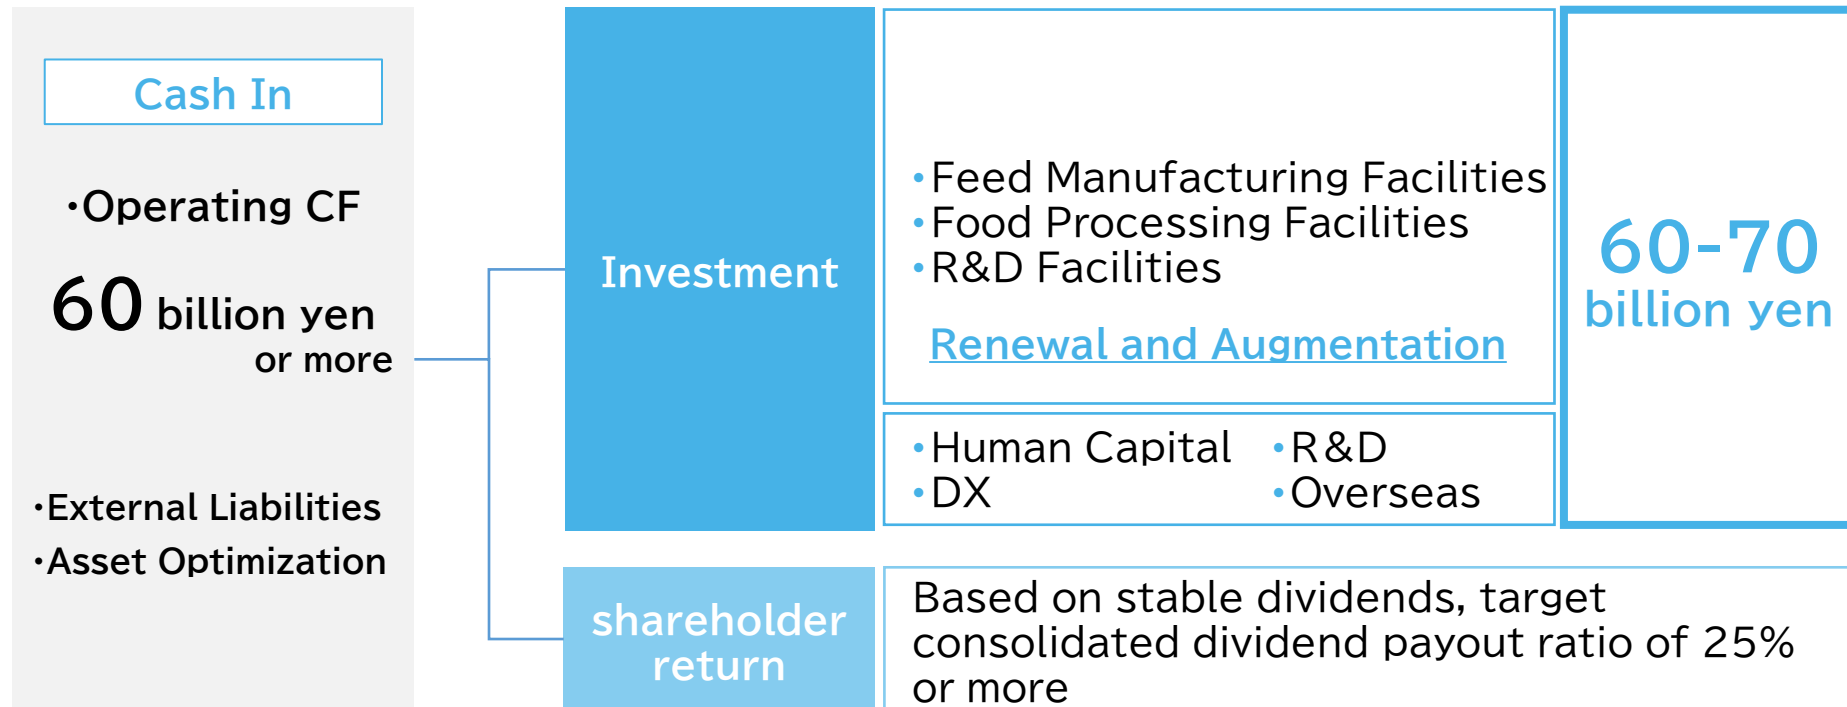 Cash In
・Operating CF
60 billion yen
or more
・External Liabilities
・Asset Optimization
Investment
・Feed Manufacturing Facilities
・Food Processing Facilities
・R&D Facilities
Renewal and Augmentation
・Human Capital ・R&D
・DX ・Overseas
60-70
billion yen
shareholder
return
Based on stable dividends, target
consolidated dividend payout ratio of 25%
or more